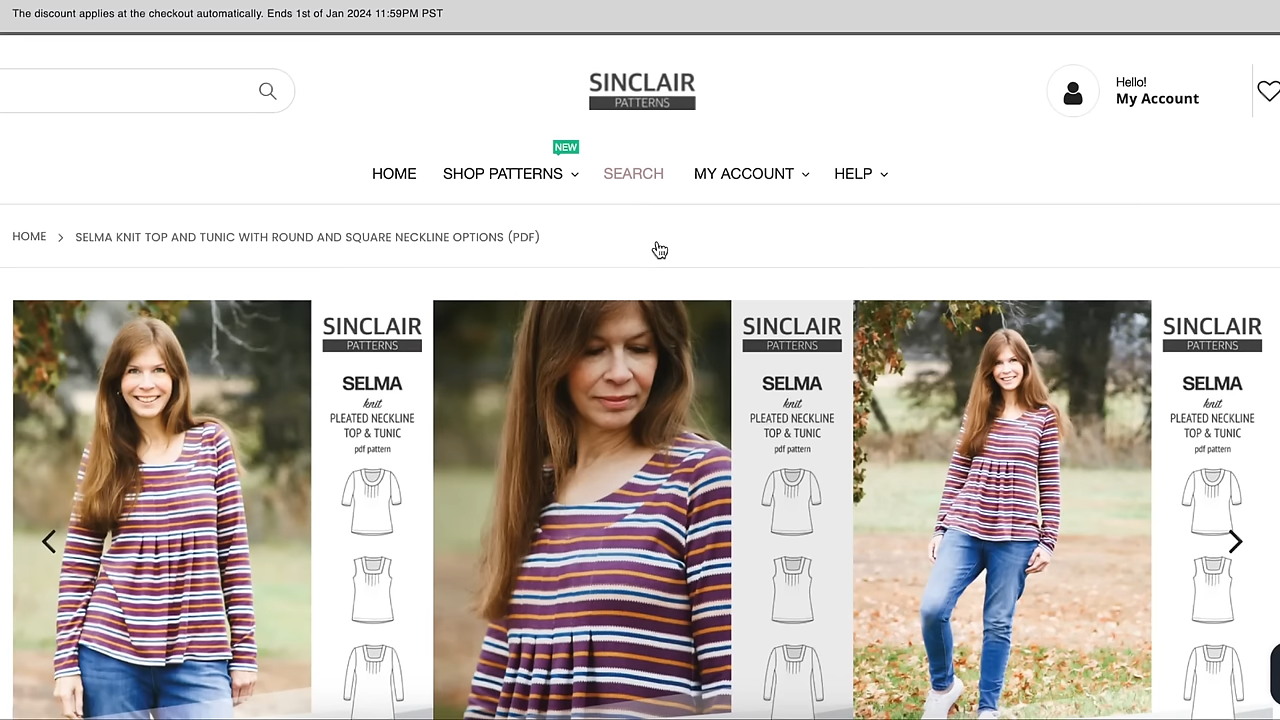 The discount applies at the checkout automatically. Ends 1st of Jan 2024 11:59PM PST
SINCLAIR
PATTERNS
Hello!
My Account
NEW
HOME
SHOP PATTERNS
SEARCH
MY ACCOUNT
HELP
HOME
SELMA KNIT TOP AND TUNIC WITH ROUND AND SQUARE NECKLINE OPTIONS (PDF)
SINCLAIR
PATTERNS
SELMA
knit
PLEATED NECKLINE
TOP & TUNIC
pdf pattern
SINCLAIR
PATTERNS
SELMA
knit
PLEATED NECKLINE
TOP & TUNIC
pdf pattern
SINCLAIR
PATTERNS
SELMA
knit
PLEATED NECKLINE
TOP & TUNIC
pdf pattern